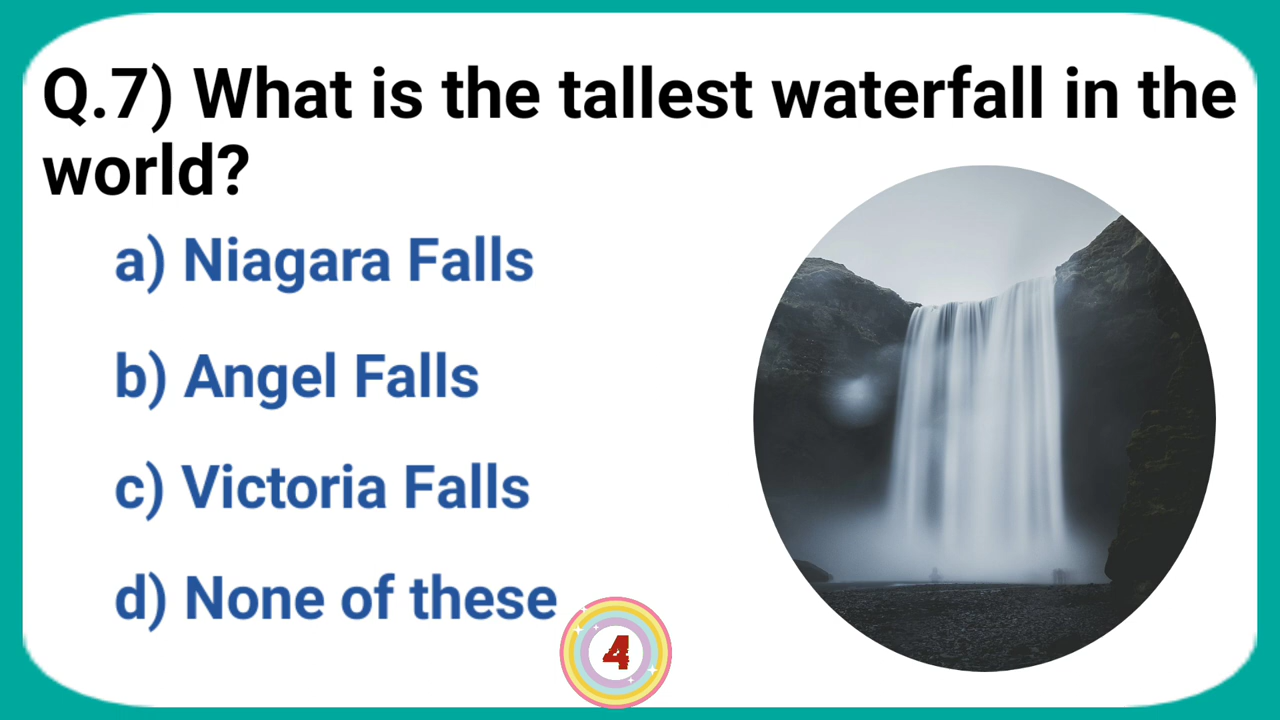 Q.7) What is the tallest waterfall in the
world?
a) Niagara Falls
b) Angel Falls
c) Victoria Falls
d) None of these
4